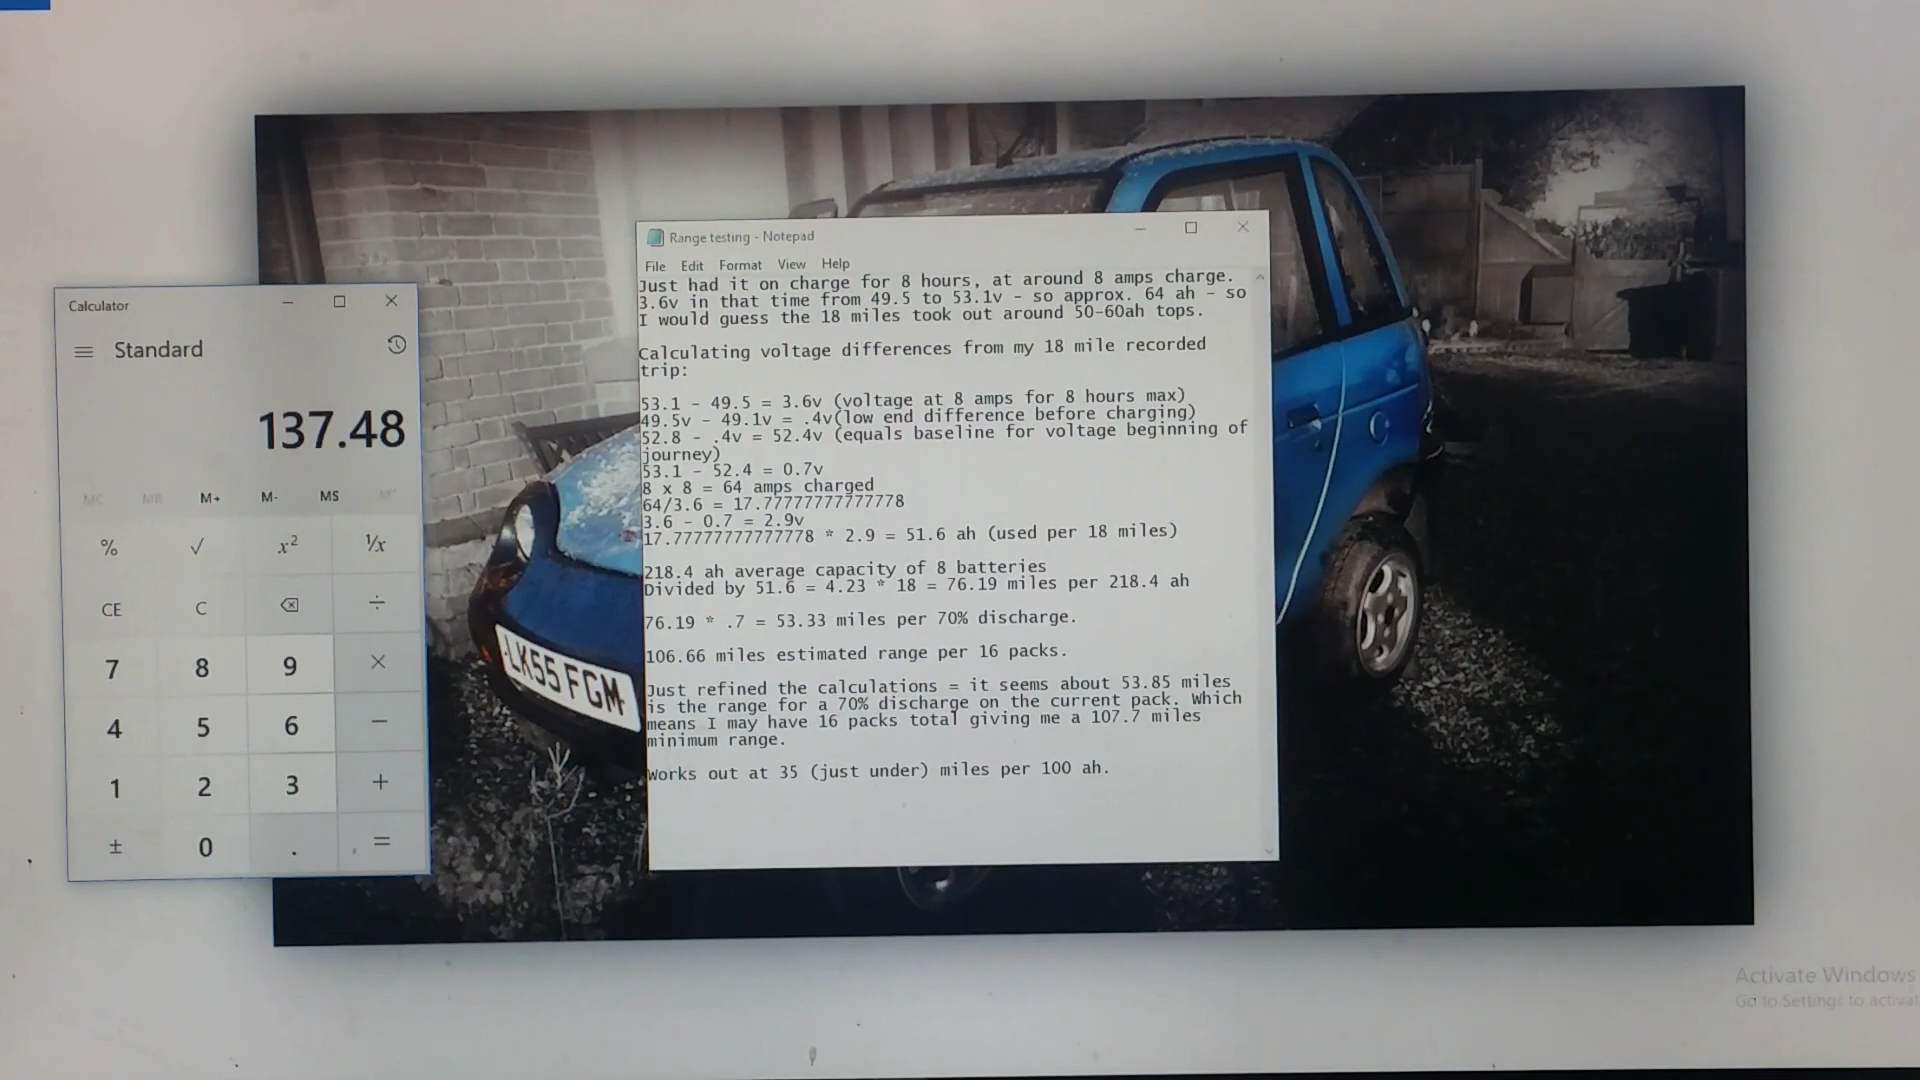 Calculator
Standard
137.48
MC MR M+ M- MS M˅
% √ x² ¹/x
CE C ÷
7 8 9 ×
4 5 6 −
1 2 3 +
± 0 . =
Range testing - Notepad
File Edit Format View Help
Just had it on charge for 8 hours, at around 8 amps charge.
3.6v in that time from 49.5 to 53.1v - so approx. 64 ah - so
I would guess the 18 miles took out around 50-60ah tops.
Calculating voltage differences from my 18 mile recorded
trip:
53.1 - 49.5 = 3.6v (voltage at 8 amps for 8 hours max)
49.5v - 49.1v = .4v(low end difference before charging)
52.8 - .4v = 52.4v (equals baseline for voltage beginning of
journey)
53.1 - 52.4 = 0.7v
8 x 8 = 64 amps charged
64/3.6 = 17.77777777777778
3.6 - 0.7 = 2.9v
17.77777777777778 * 2.9 = 51.6 ah (used per 18 miles)
218.4 ah average capacity of 8 batteries
Divided by 51.6 = 4.23 * 18 = 76.19 miles per 218.4 ah
76.19 * .7 = 53.33 miles per 70% discharge.
106.66 miles estimated range per 16 packs.
Just refined the calculations = it seems about 53.85 miles
is the range for a 70% discharge on the current pack. Which
means I may have 16 packs total giving me a 107.7 miles
minimum range.
Works out at 35 (just under) miles per 100 ah.
LK55 FGM
Activate Windows
Go to Settings to activat